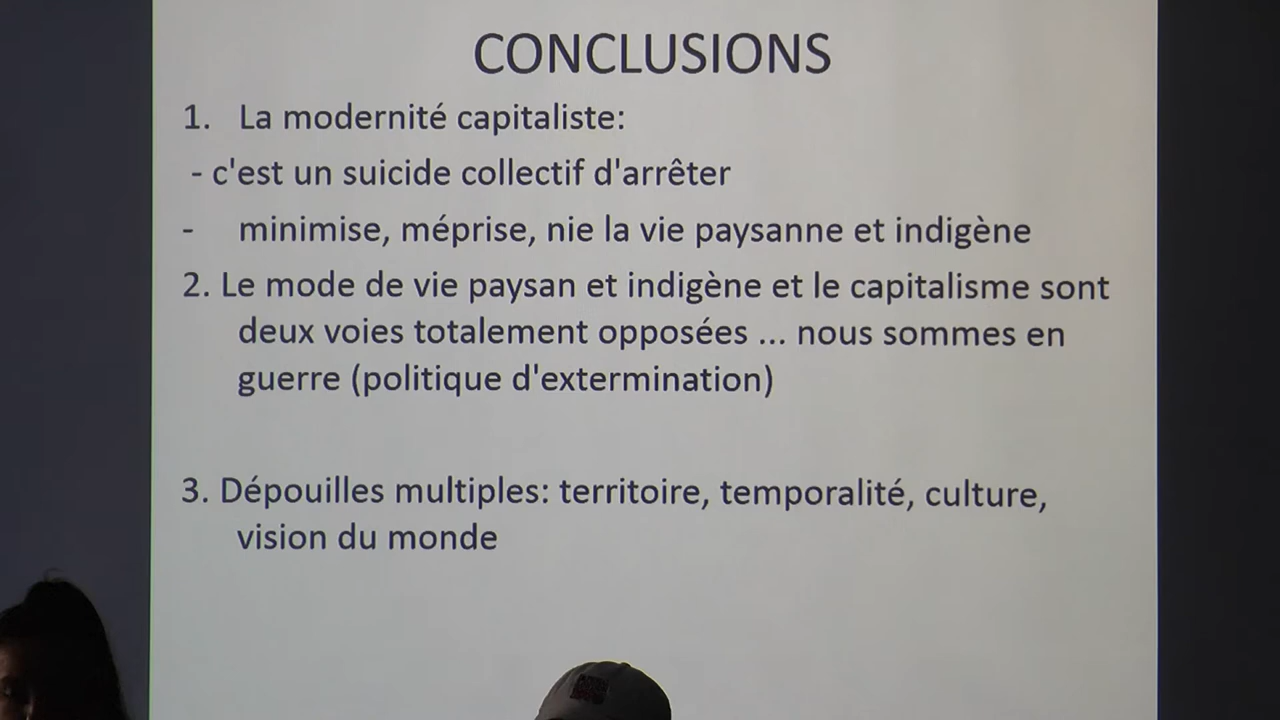 CONCLUSIONS
1. La modernité capitaliste:
- c'est un suicide collectif d'arrêter
- minimise, méprise, nie la vie paysanne et indigène
2. Le mode de vie paysan et indigène et le capitalisme sont
deux voies totalement opposées ... nous sommes en
guerre (politique d'extermination)
3. Dépouilles multiples: territoire, temporalité, culture,
vision du monde